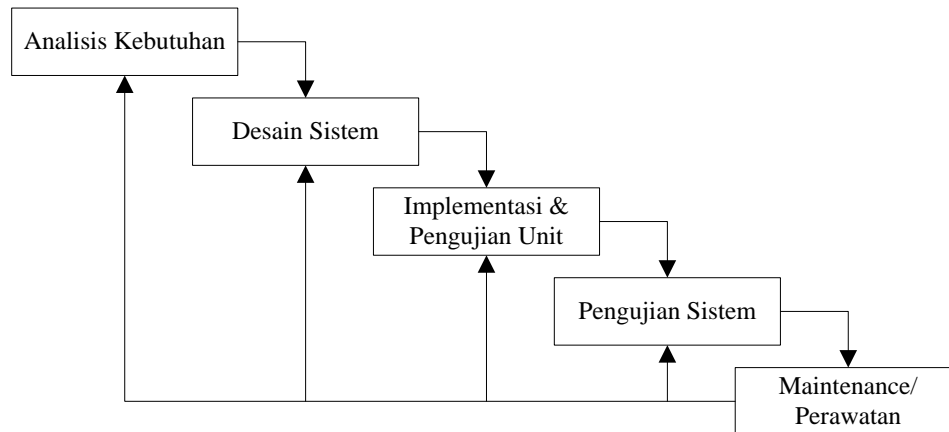 Analisis Kebutuhan
Desain Sistem
Implementasi &
Pengujian Unit
Pengujian Sistem
Maintenance/
Perawatan